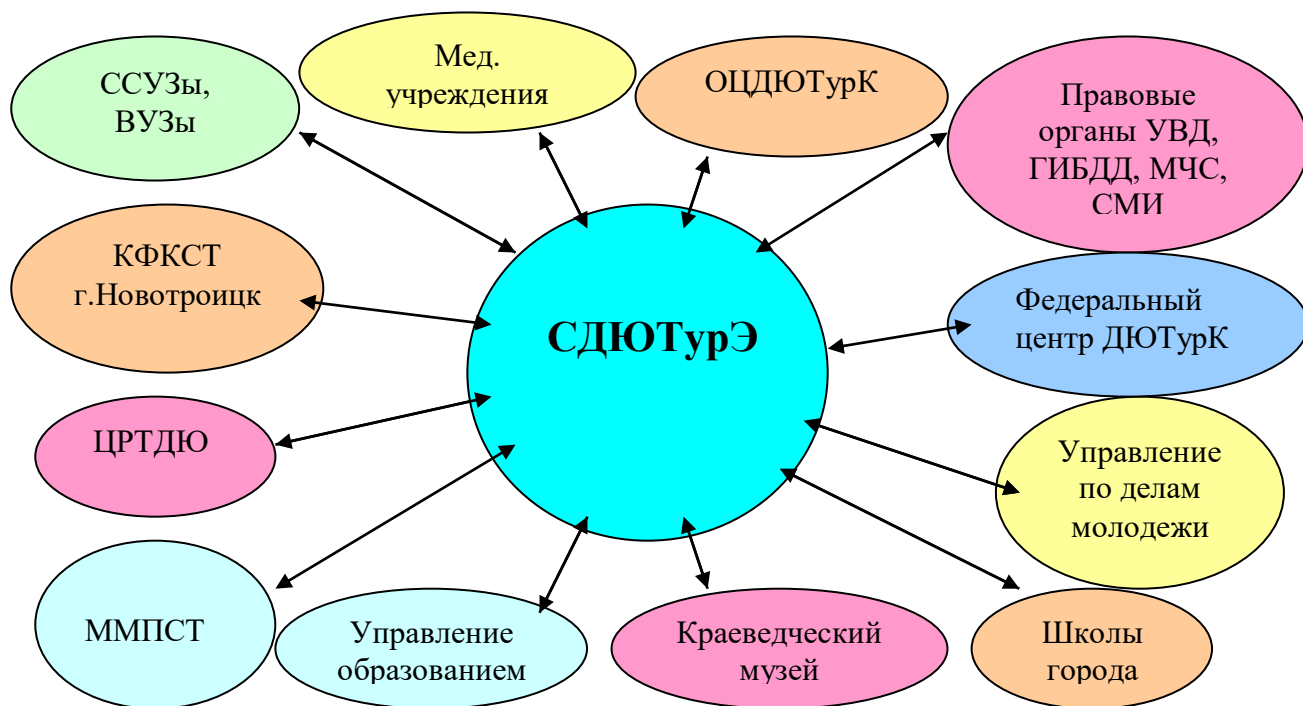 ССУЗы,
ВУЗы
Мед.
учреждения
ОЦДЮТурК
Правовые
органы УВД,
ГИБДД, МЧС,
СМИ
КФКСТ
г.Новотроицк
СДЮТурЭ
Федеральный
центр ДЮТурК
ЦРТДЮ
Управление
по делам
молодежи
ММПСТ
Управление
образованием
Краеведческий
музей
Школы
города